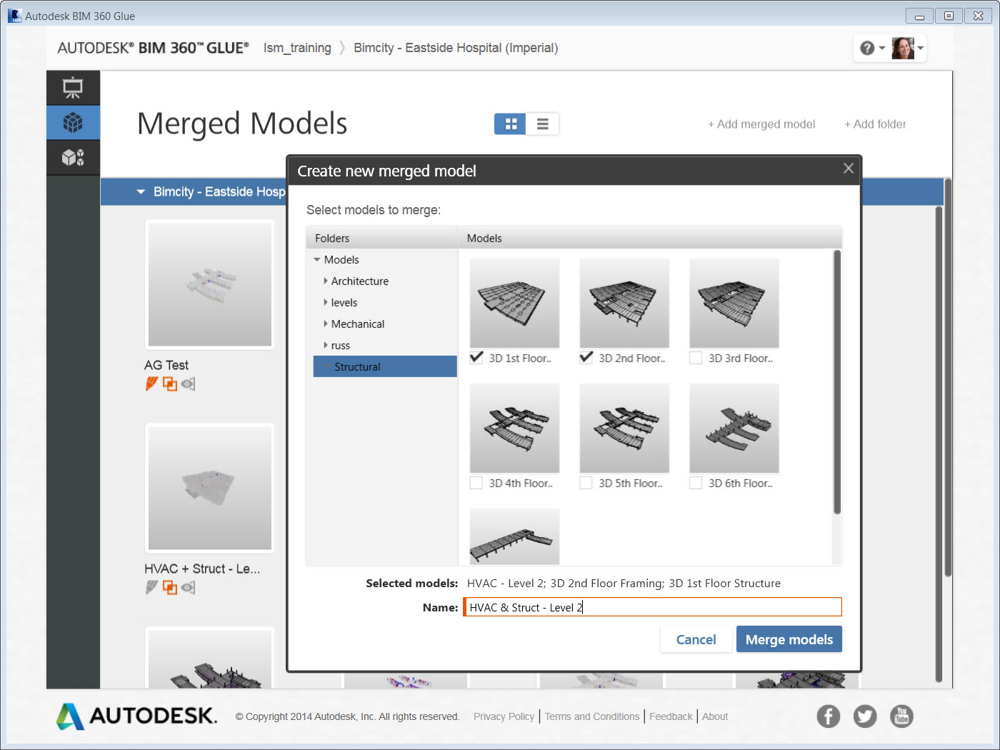 Autodesk BIM 360 Glue
AUTODESK® BIM 360™ GLUE® lsm_training Bimcity - Eastside Hospital (Imperial)
Merged Models
+ Add merged model + Add folder
Create new merged model
Bimcity - Eastside Hosp
Select models to merge:
Folders Models
Models
Architecture
levels
Mechanical
russ
Structural
3D 1st Floor.. 3D 2nd Floor.. 3D 3rd Floor..
3D 4th Floor.. 3D 5th Floor.. 3D 6th Floor..
AG Test
HVAC + Struct - Le...
Selected models: HVAC - Level 2; 3D 2nd Floor Framing; 3D 1st Floor Structure
Name: HVAC & Struct - Level 2
Cancel Merge models
AUTODESK. © Copyright 2014 Autodesk, Inc. All rights reserved. Privacy Policy | Terms and Conditions | Feedback | About
You Tube